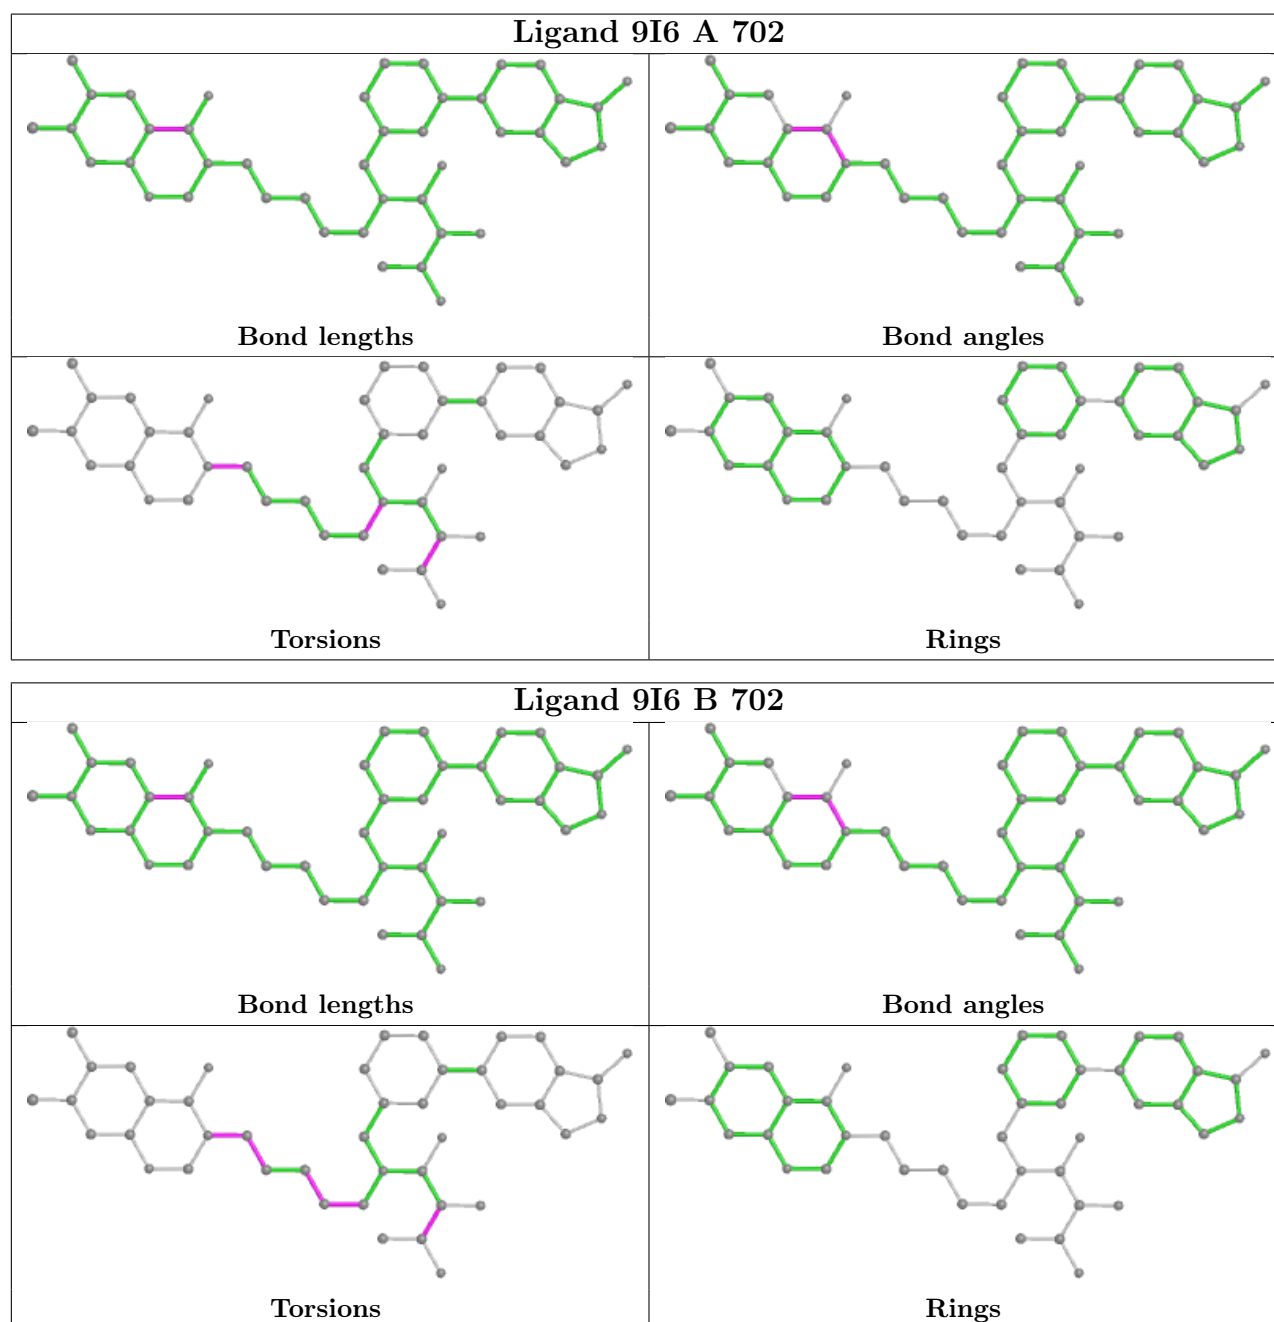 Ligand 9I6 A 702
Bond lengths
Bond angles
Torsions
Rings
Ligand 9I6 B 702
Bond lengths
Bond angles
Torsions
Rings